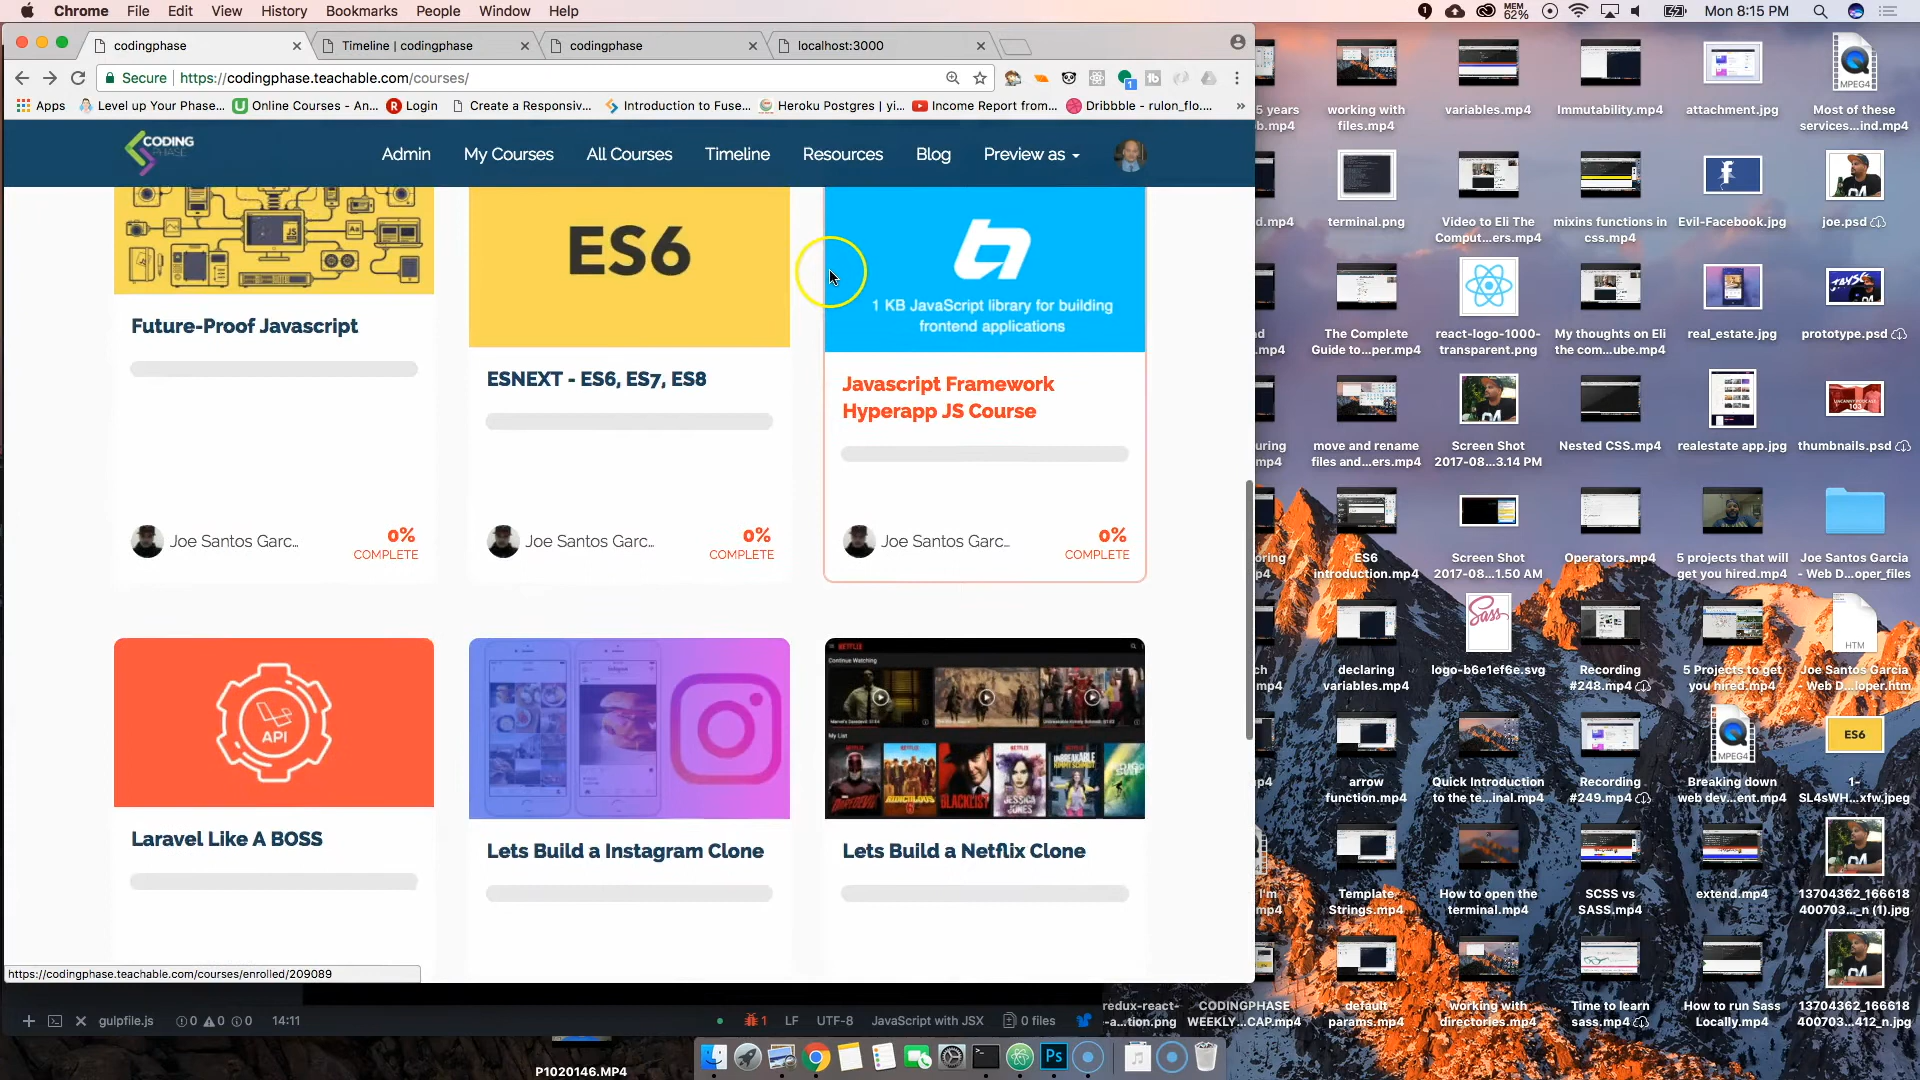 Chrome File Edit View History Bookmarks People Window Help
MEM 62% Mon 8:15 PM
codingphase
Timeline | codingphase
codingphase
localhost:3000
Secure https://codingphase.teachable.com/courses/
Apps Level up Your Phase... Online Courses - An... Login Create a Responsiv... Introduction to Fuse... Heroku Postgres | yi... Income Report from... Dribbble - rulon_flo.... »
CODING
PHASE
Admin My Courses All Courses Timeline Resources Blog Preview as
ES6
1 KB JavaScript library for building
frontend applications
Future-Proof Javascript
ESNEXT - ES6, ES7, ES8
Javascript Framework
Hyperapp JS Course
Joe Santos Garc... 0%
COMPLETE
Joe Santos Garc... 0%
COMPLETE
Joe Santos Garc... 0%
COMPLETE
API
NETFLIX
Continue Watching
My List
Laravel Like A BOSS
Lets Build a Instagram Clone
Lets Build a Netflix Clone
https://codingphase.teachable.com/courses/enrolled/209089
gulpfile.js 0 0 0 14:11 1 LF UTF-8 JavaScript with JSX 0 files
working with
files.mp4
variables.mp4
Immutability.mp4
attachment.jpg
Most of these
services...ind.mp4
terminal.png
Video to Eli The
Comput...ers.mp4
mixins functions in
css.mp4
Evil-Facebook.jpg
joe.psd
The Complete
Guide to...per.mp4
react-logo-1000-
transparent.png
My thoughts on Eli
the com...ube.mp4
real_estate.jpg
prototype.psd
move and rename
files and...ers.mp4
Screen Shot
2017-08...3.14 PM
Nested CSS.mp4
realestate app.jpg
thumbnails.psd
ES6
introduction.mp4
Screen Shot
2017-08...1.50 AM
Operators.mp4
5 projects that will
get you hired.mp4
Joe Santos Garcia
- Web D...oper_files
HTM
declaring
variables.mp4
logo-b6e1ef6e.svg
Recording
#248.mp4
5 Projects to get
you hired.mp4
Joe Santos Garcia
- Web D...loper.htm
arrow
function.mp4
Quick Introduction
to the te...inal.mp4
Recording
#249.mp4
Breaking down
web dev...ent.mp4
1-
SL4sWH...xfw.jpeg
Template
Strings.mp4
How to open the
terminal.mp4
SCSS vs
SASS.mp4
extend.mp4
13704362_166618
400703..._n (1).jpg
redux-react-
-a...tion.png
CODINGPHASE
WEEKLY...CAP.mp4
default
params.mp4
working with
directories.mp4
Time to learn
sass.mp4
How to run Sass
Locally.mp4
13704362_166618
400703...412_n.jpg
P1020146.MP4